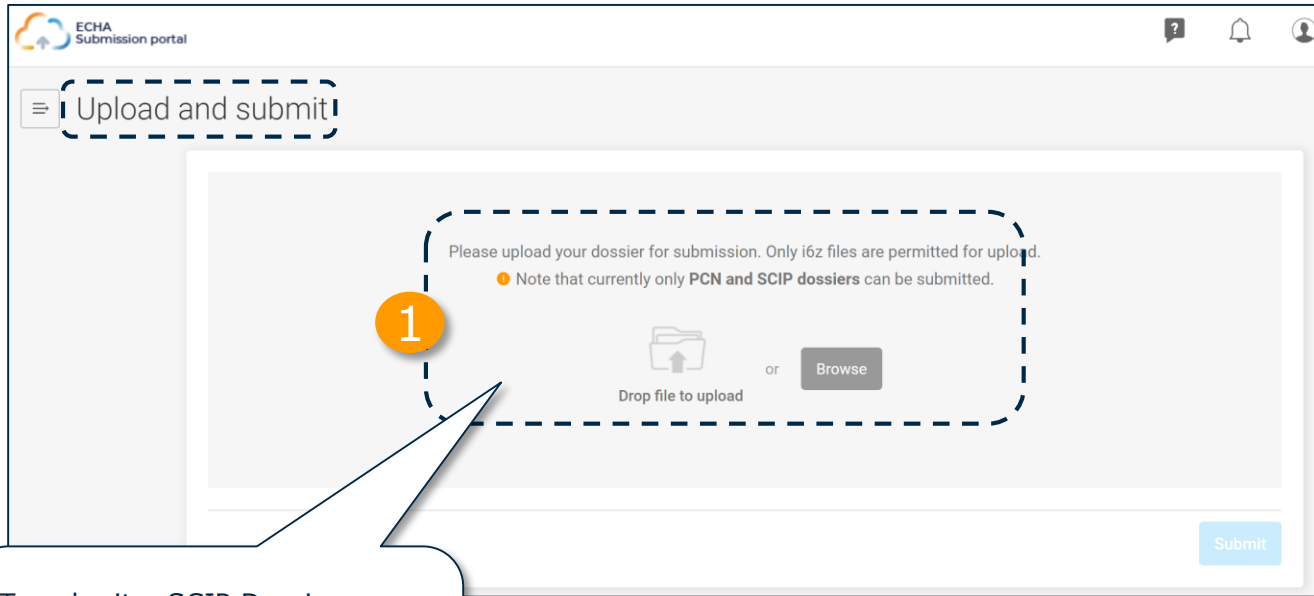 ECHA
Submission portal
?
Upload and submit
Please upload your dossier for submission. Only i6z files are permitted for upload.
Note that currently only PCN and SCIP dossiers can be submitted.
1
or
Browse
Drop file to upload
Submit